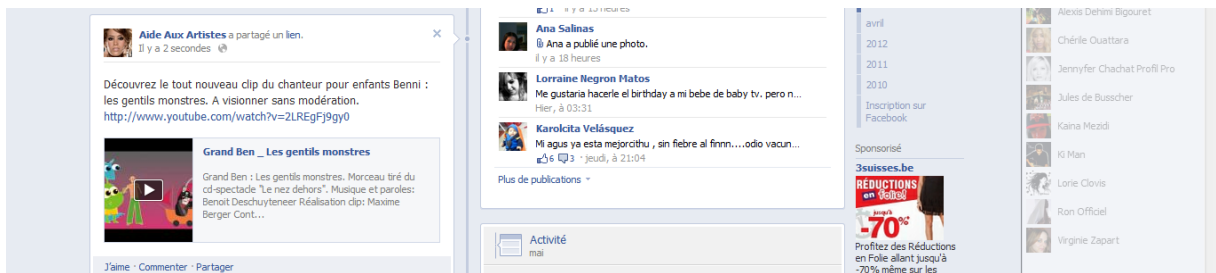 Aide Aux Artistes a partagé un lien.
Il y a 2 secondes
Découvrez le tout nouveau clip du chanteur pour enfants Benni :
les gentils monstres. A visionner sans modération.
http://www.youtube.com/watch?v=2LREgFj9gy0
Grand Ben _ Les gentils monstres
Grand Ben : Les gentils monstres. Morceau tiré du
cd-spectacle "Le nez dehors". Musique et paroles:
Benoit Deschuyteneer Réalisation clip: Maxime
Berger Cont...
J'aime · Commenter · Partager
1 · il y a 15 heures
Ana Salinas
Ana a publié une photo.
il y a 18 heures
Lorraine Negron Matos
Me gustaria hacerle el birthday a mi bebe de baby tv. pero n...
Hier, à 03:31
Karolcita Velásquez
Mi agus ya esta mejorcithu , sin fiebre al finnn....odio vacun...
6 3 · jeudi, à 21:04
Plus de publications
Activité
mai
avril
2012
2011
2010
Inscription sur
Facebook
Sponsorisé
3suisses.be
RÉDUCTIONS
en folie!
jusqu'à
-70%*
Profitez des Réductions
en Folie allant jusqu'à
-70% même sur les
Alexis Dehimi Bigouret
Chérile Ouattara
Jennyfer Chachat Profil Pro
Jules de Busscher
Kaina Mezidi
Ki Man
Lorie Clovis
Ron Officiel
Virginie Zapart